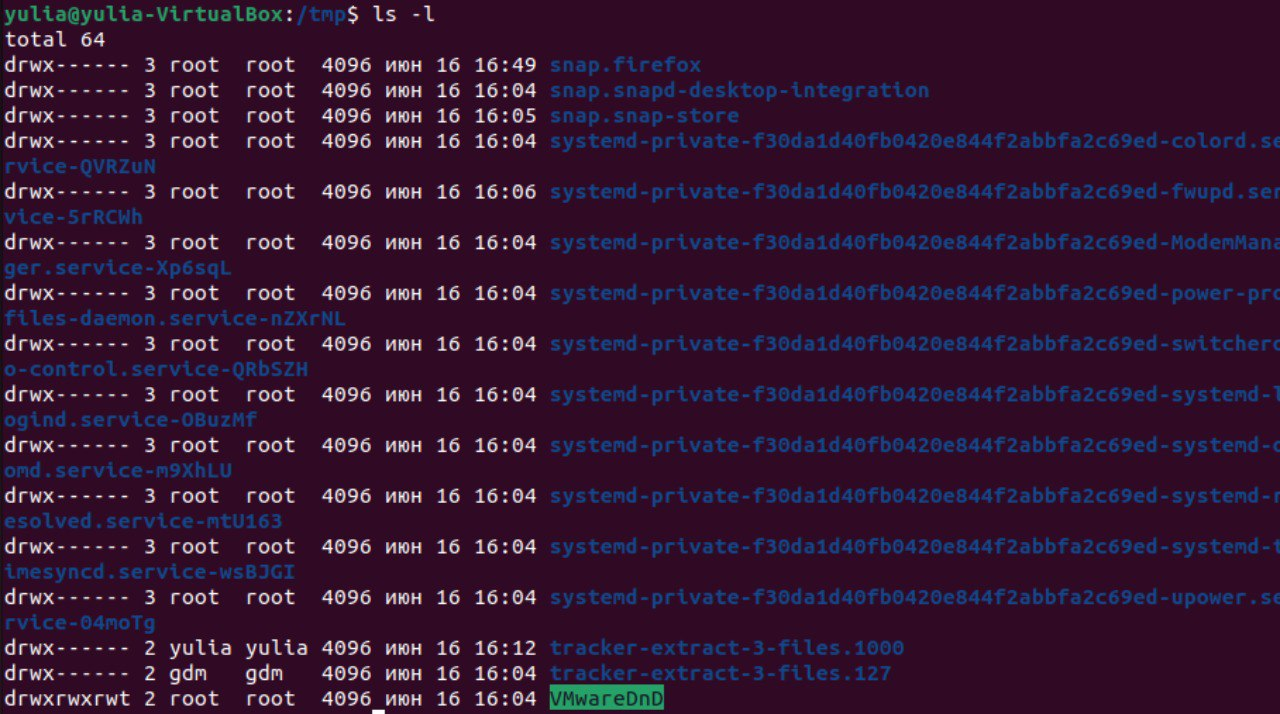 yulia@yulia-VirtualBox:/tmp$ ls -l
total 64
drwx------ 3 root  root  4096 июн 16 16:49 snap.firefox
drwx------ 3 root  root  4096 июн 16 16:04 snap.snapd-desktop-integration
drwx------ 3 root  root  4096 июн 16 16:05 snap.snap-store
drwx------ 3 root  root  4096 июн 16 16:04 systemd-private-f30da1d40fb0420e844f2abbfa2c69ed-colord.se
rvice-QVRZuN
drwx------ 3 root  root  4096 июн 16 16:06 systemd-private-f30da1d40fb0420e844f2abbfa2c69ed-fwupd.ser
vice-5rRCWh
drwx------ 3 root  root  4096 июн 16 16:04 systemd-private-f30da1d40fb0420e844f2abbfa2c69ed-ModemMana
ger.service-Xp6sqL
drwx------ 3 root  root  4096 июн 16 16:04 systemd-private-f30da1d40fb0420e844f2abbfa2c69ed-power-pro
files-daemon.service-nZXrNL
drwx------ 3 root  root  4096 июн 16 16:04 systemd-private-f30da1d40fb0420e844f2abbfa2c69ed-switchero
o-control.service-QRbSZH
drwx------ 3 root  root  4096 июн 16 16:04 systemd-private-f30da1d40fb0420e844f2abbfa2c69ed-systemd-l
ogind.service-OBuzMf
drwx------ 3 root  root  4096 июн 16 16:04 systemd-private-f30da1d40fb0420e844f2abbfa2c69ed-systemd-o
omd.service-m9XhLU
drwx------ 3 root  root  4096 июн 16 16:04 systemd-private-f30da1d40fb0420e844f2abbfa2c69ed-systemd-r
esolved.service-mtU163
drwx------ 3 root  root  4096 июн 16 16:04 systemd-private-f30da1d40fb0420e844f2abbfa2c69ed-systemd-t
imesyncd.service-wsBJGI
drwx------ 3 root  root  4096 июн 16 16:04 systemd-private-f30da1d40fb0420e844f2abbfa2c69ed-upower.se
rvice-04moTg
drwx------ 2 yulia yulia 4096 июн 16 16:12 tracker-extract-3-files.1000
drwx------ 2 gdm   gdm   4096 июн 16 16:04 tracker-extract-3-files.127
drwxrwxrwt 2 root  root  4096 июн 16 16:04 VMwareDnD